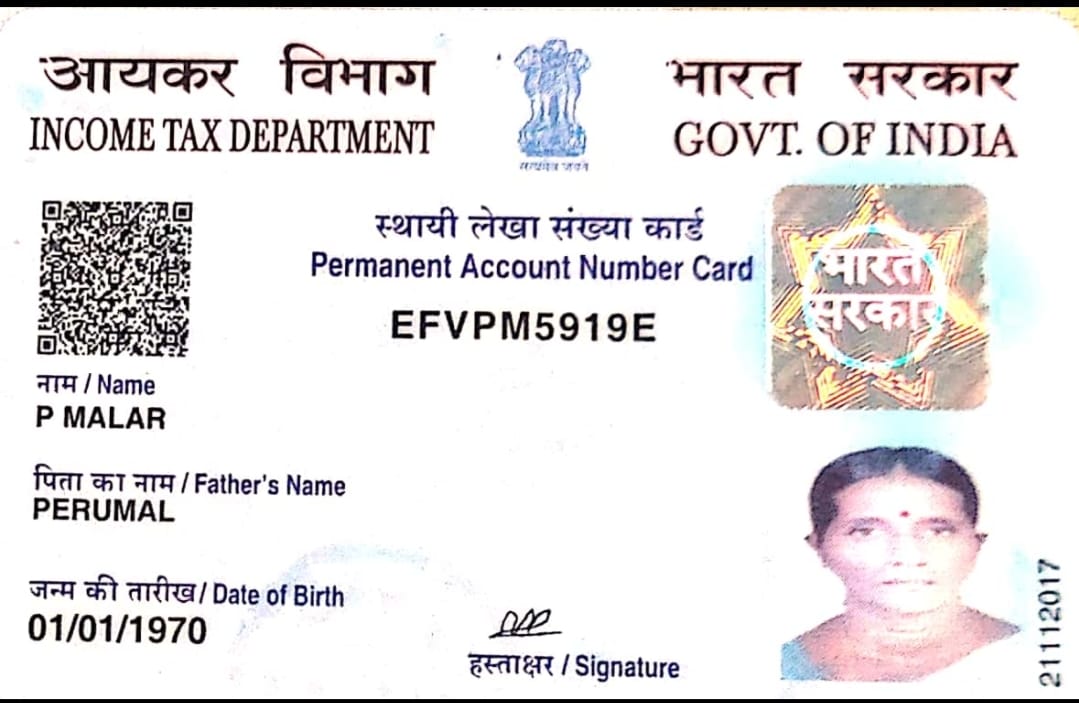 आयकर विभाग
INCOME TAX DEPARTMENT
सत्यमेव जयते
भारत सरकार
GOVT. OF INDIA
स्थायी लेखा संख्या कार्ड
Permanent Account Number Card
EFVPM5919E
भारत
सरकार
नाम / Name
P MALAR
पिता का नाम / Father's Name
PERUMAL
जन्म की तारीख / Date of Birth
01/01/1970
हस्ताक्षर / Signature
21112017